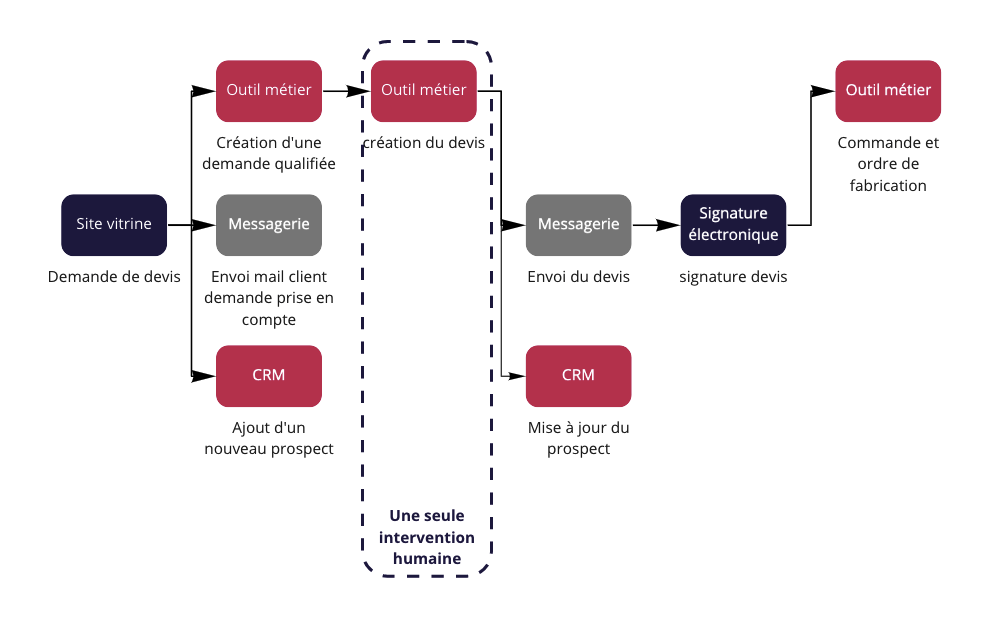 Outil métier
Création d'une
demande qualifiée
Outil métier
création du devis
Outil métier
Commande et
ordre de
fabrication
Site vitrine
Demande de devis
Messagerie
Envoi mail client
demande prise en
compte
Messagerie
Envoi du devis
Signature
électronique
signature devis
CRM
Ajout d'un
nouveau prospect
CRM
Mise à jour du
prospect
Une seule
intervention
humaine